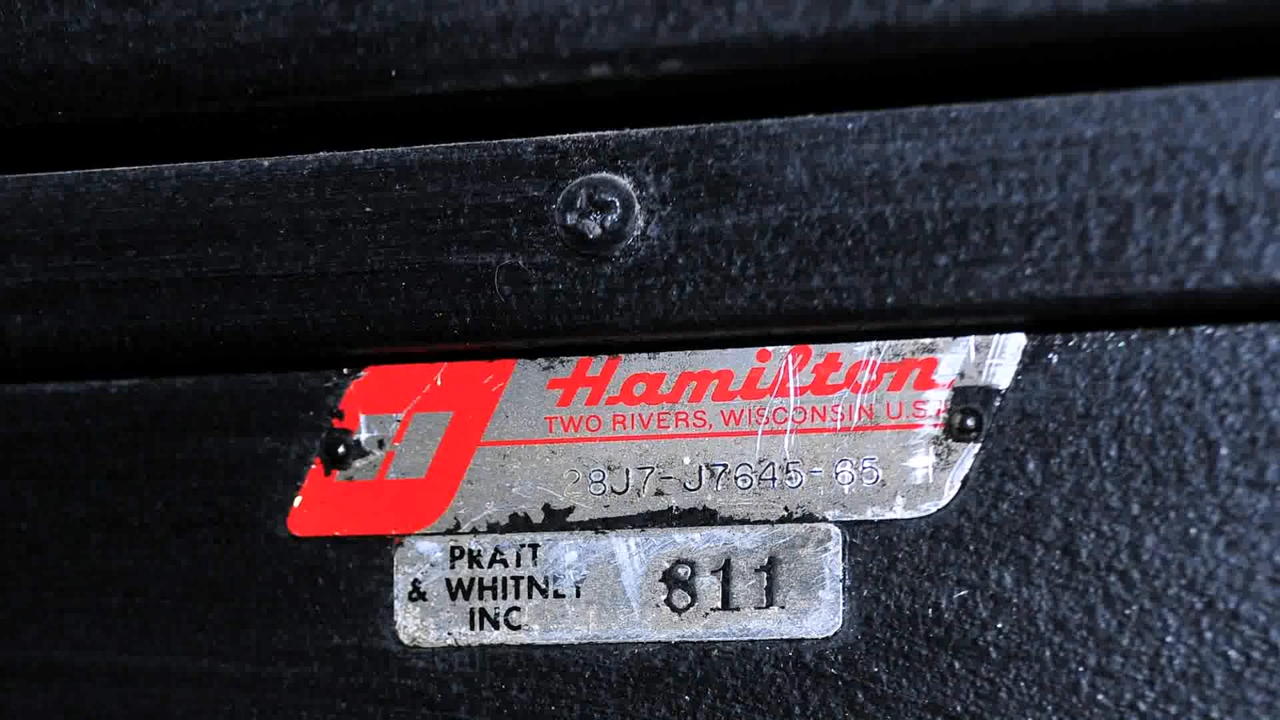 Hamilton
TWO RIVERS, WISCONSIN U.S.
28J7-J7645-65
PRATT
& WHITNEY
INC
811